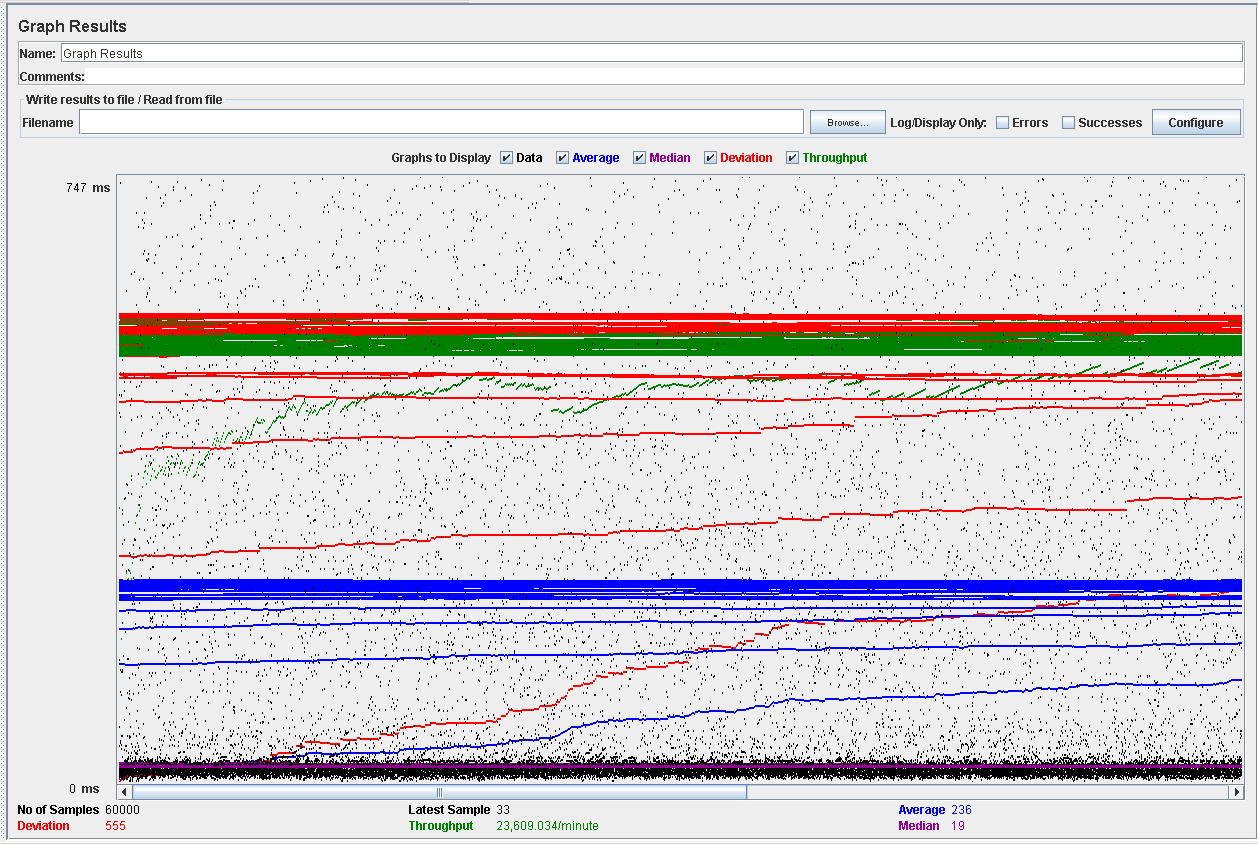 Graph Results
Name: Graph Results
Comments:
Write results to file / Read from file
Filename Browse... Log/Display Only: Errors Successes Configure
Graphs to Display Data Average Median Deviation Throughput
747 ms
0 ms
No of Samples 60000 Latest Sample 33 Average 236
Deviation 555 Throughput 23,609.034/minute Median 19